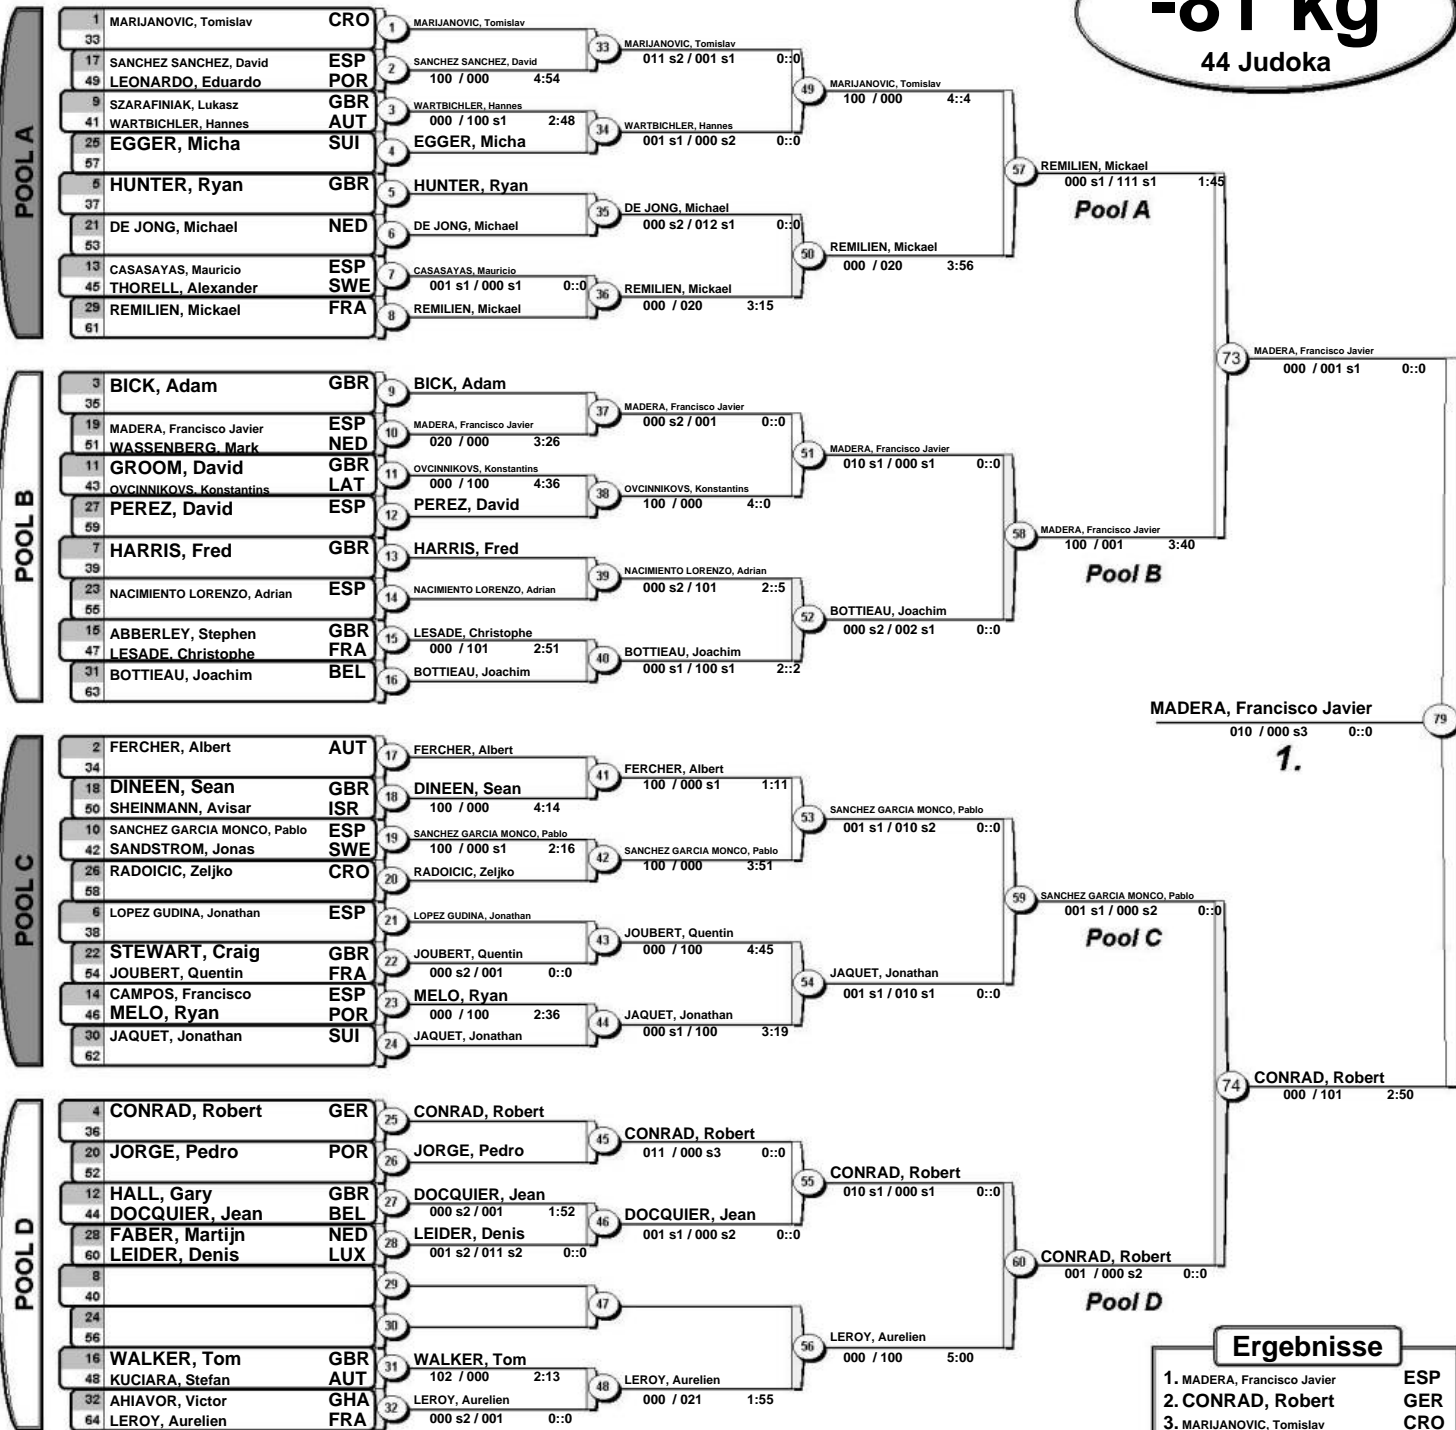 -81 kg
44 Judoka
POOL A
1 MARIJANOVIC, Tomislav CRO
33
17 SANCHEZ SANCHEZ, David ESP
49 LEONARDO, Eduardo POR
9 SZARAFINIAK, Lukasz GBR
41 WARTBICHLER, Hannes AUT
25 EGGER, Micha SUI
57
5 HUNTER, Ryan GBR
37
21 DE JONG, Michael NED
53
13 CASASAYAS, Mauricio ESP
45 THORELL, Alexander SWE
29 REMILIEN, Mickael FRA
61
1 MARIJANOVIC, Tomislav
2 SANCHEZ SANCHEZ, David
100 / 000 4:54
3 WARTBICHLER, Hannes
000 / 100 s1 2:48
4 EGGER, Micha
5 HUNTER, Ryan
6 DE JONG, Michael
7 CASASAYAS, Mauricio
001 s1 / 000 s1 0::0
8 REMILIEN, Mickael
33 MARIJANOVIC, Tomislav
011 s2 / 001 s1 0::0
34 WARTBICHLER, Hannes
001 s1 / 000 s2 0::0
35 DE JONG, Michael
000 s2 / 012 s1 0::0
36 REMILIEN, Mickael
000 / 020 3:15
49 MARIJANOVIC, Tomislav
100 / 000 4::4
50 REMILIEN, Mickael
000 / 020 3:56
57 REMILIEN, Mickael
000 s1 / 111 s1 1:45
Pool A
POOL B
3 BICK, Adam GBR
35
19 MADERA, Francisco Javier ESP
51 WASSENBERG, Mark NED
11 GROOM, David GBR
43 OVCINNIKOVS, Konstantins LAT
27 PEREZ, David ESP
59
7 HARRIS, Fred GBR
39
23 NACIMIENTO LORENZO, Adrian ESP
55
15 ABBERLEY, Stephen GBR
47 LESADE, Christophe FRA
31 BOTTIEAU, Joachim BEL
63
9 BICK, Adam
10 MADERA, Francisco Javier
020 / 000 3:26
11 OVCINNIKOVS, Konstantins
000 / 100 4:36
12 PEREZ, David
13 HARRIS, Fred
14 NACIMIENTO LORENZO, Adrian
15 LESADE, Christophe
000 / 101 2:51
16 BOTTIEAU, Joachim
37 MADERA, Francisco Javier
000 s2 / 001 0::0
38 OVCINNIKOVS, Konstantins
100 / 000 4::0
39 NACIMIENTO LORENZO, Adrian
000 s2 / 101 2::5
40 BOTTIEAU, Joachim
000 s1 / 100 s1 2::2
51 MADERA, Francisco Javier
010 s1 / 000 s1 0::0
52 BOTTIEAU, Joachim
000 s2 / 002 s1 0::0
58 MADERA, Francisco Javier
100 / 001 3:40
Pool B
73 MADERA, Francisco Javier
000 / 001 s1 0::0
MADERA, Francisco Javier 79
010 / 000 s3 0::0
1.
POOL C
2 FERCHER, Albert AUT
34
18 DINEEN, Sean GBR
50 SHEINMANN, Avisar ISR
10 SANCHEZ GARCIA MONCO, Pablo ESP
42 SANDSTROM, Jonas SWE
26 RADOICIC, Zeljko CRO
58
6 LOPEZ GUDINA, Jonathan ESP
38
22 STEWART, Craig GBR
54 JOUBERT, Quentin FRA
14 CAMPOS, Francisco ESP
46 MELO, Ryan POR
30 JAQUET, Jonathan SUI
62
17 FERCHER, Albert
18 DINEEN, Sean
100 / 000 4:14
19 SANCHEZ GARCIA MONCO, Pablo
100 / 000 s1 2:16
20 RADOICIC, Zeljko
21 LOPEZ GUDINA, Jonathan
22 JOUBERT, Quentin
000 s2 / 001 0::0
23 MELO, Ryan
000 / 100 2:36
24 JAQUET, Jonathan
41 FERCHER, Albert
100 / 000 s1 1:11
42 SANCHEZ GARCIA MONCO, Pablo
100 / 000 3:51
43 JOUBERT, Quentin
000 / 100 4:45
44 JAQUET, Jonathan
000 s1 / 100 3:19
53 SANCHEZ GARCIA MONCO, Pablo
001 s1 / 010 s2 0::0
54 JAQUET, Jonathan
001 s1 / 010 s1 0::0
59 SANCHEZ GARCIA MONCO, Pablo
001 s1 / 000 s2 0::0
Pool C
74 CONRAD, Robert
000 / 101 2:50
POOL D
4 CONRAD, Robert GER
36
20 JORGE, Pedro POR
52
12 HALL, Gary GBR
44 DOCQUIER, Jean BEL
28 FABER, Martijn NED
60 LEIDER, Denis LUX
8
40
24
56
16 WALKER, Tom GBR
48 KUCIARA, Stefan AUT
32 AHIAVOR, Victor GHA
64 LEROY, Aurelien FRA
25 CONRAD, Robert
26 JORGE, Pedro
27 DOCQUIER, Jean
000 s2 / 001 1:52
28 LEIDER, Denis
001 s2 / 011 s2 0::0
29
30
31 WALKER, Tom
102 / 000 2:13
32 LEROY, Aurelien
000 s2 / 001 0::0
45 CONRAD, Robert
011 / 000 s3 0::0
46 DOCQUIER, Jean
001 s1 / 000 s2 0::0
47
48 LEROY, Aurelien
000 / 021 1:55
55 CONRAD, Robert
010 s1 / 000 s1 0::0
56 LEROY, Aurelien
000 / 100 5:00
60 CONRAD, Robert
001 / 000 s2 0::0
Pool D
Ergebnisse
1. MADERA, Francisco Javier ESP
2. CONRAD, Robert GER
3. MARIJANOVIC, Tomislav CRO